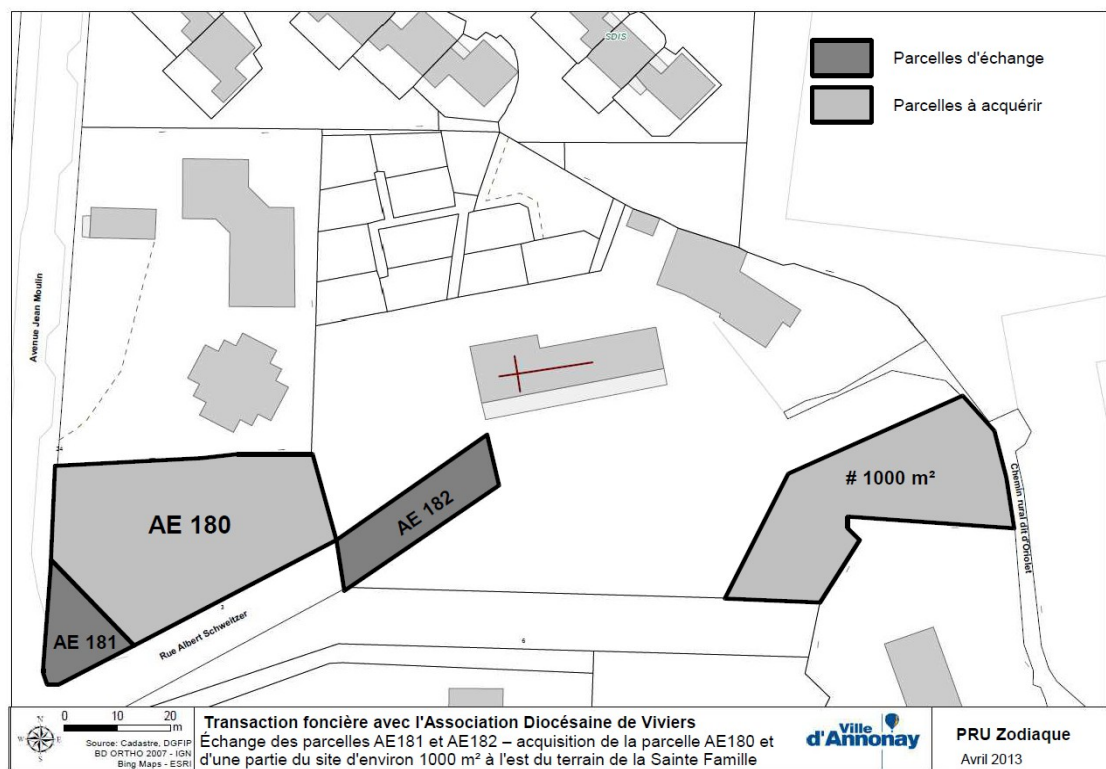 SDIS
Parcelles d'échange
Parcelles à acquérir
Avenue Jean Moulin
24
AE 180
AE 181
AE 182
# 1000 m²
Chemin rural dit d'Oriolet
2
Rue Albert Schweitzer
6
N
W
E
S
0 10 20
m
Source: Cadastre, DGFIP
BD ORTHO 2007 - IGN
Bing Maps - ESRI
Transaction foncière avec l'Association Diocésaine de Viviers
Échange des parcelles AE181 et AE182 – acquisition de la parcelle AE180 et
d'une partie du site d'environ 1000 m² à l'est du terrain de la Sainte Famille
Ville
d'Annonay
PRU Zodiaque
Avril 2013